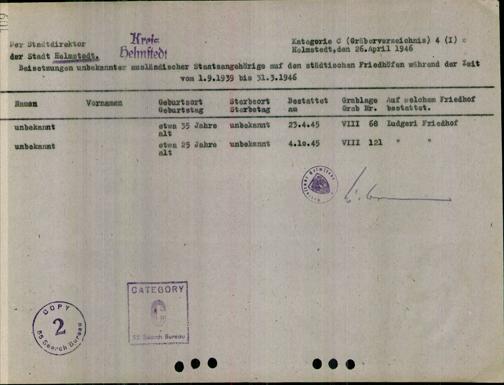 Der Stadtdirektor
der Stadt Helmstedt.
Kreis
Helmstedt
Kategorie C (Gräberverzeichnis) 4 (I) c
Helmstedt, den 26.April 1946
Beisetzungen unbekannter ausländischer Staatsangehörige auf den städtischen Friedhöfen während der Zeit
vom 1.9.1939 bis 31.3.1946
Namen Vornamen Geburtsort Sterbeort Bestattet Grablage Auf welchem Friedhof
Geburtstag Sterbetag am Grab Nr. bestattet.
unbekannt etwa 35 Jahre unbekannt 23.4.45 VIII 68 Ludgeri Friedhof
alt
unbekannt etwa 25 Jahre unbekannt 4.10.45 VIII 121 " "
alt
COPY
2
Search Bureau
CATEGORY
C
Search Bureau